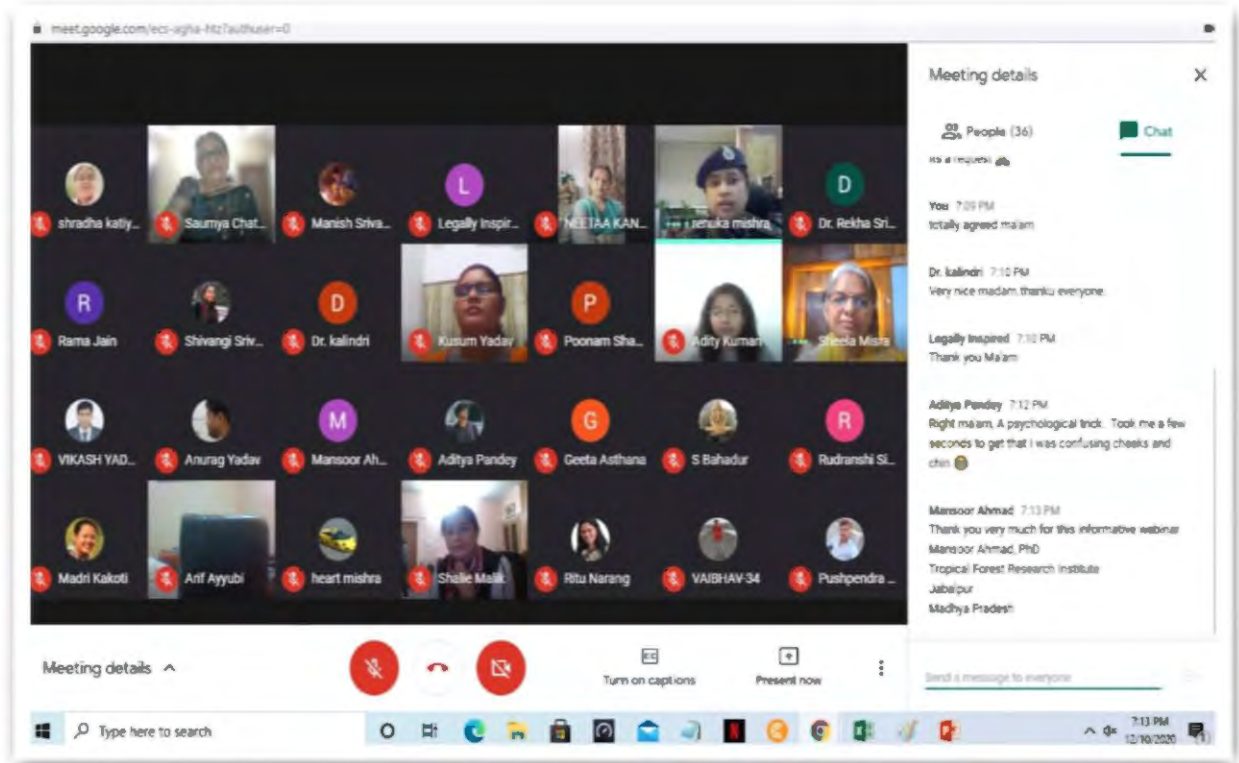 meet.google.com/ecs-agha-htz?authuser=0
Meeting details
People (36)
Chat
its a request
You 7:09 PM
totally agreed ma'am
Dr. kalindri 7:10 PM
Very nice madam thanku everyone
Legally Inspired 7:10 PM
Thank you Ma'am
Aditya Pandey 7:12 PM
Right ma'am, A psychological trick. Took me a few
seconds to get that I was confusing cheeks and
chin
Mansoor Ahmad 7:13 PM
Thank you very much for this informative webinar
Mansoor Ahmad, PhD
Tropical Forest Research Institute
Jabalpur
Madhya Pradesh
Send a message to everyone
shradha katiy...
Saumya Chat...
Manish Sriva...
L
Legally Inspir...
NEETAA KAN...
renuka mishra
D
Dr. Rekha Sri...
R
Rama Jain
Shivangi Sriv...
D
Dr. kalindri
Kusum Yadav
P
Poonam Sha...
Adity Kumari
Sheela Misra
VIKASH YAD...
Anurag Yadav
M
Mansoor Ah...
Aditya Pandey
G
Geeta Asthana
S Bahadur
R
Rudranshi Si...
Madri Kakoti
Arif Ayyubi
heart mishra
Shalie Malik
Ritu Narang
VAIBHAV-34
Pushpendra ...
Meeting details
Turn on captions
Present now
Type here to search
7:13 PM
12/10/2020